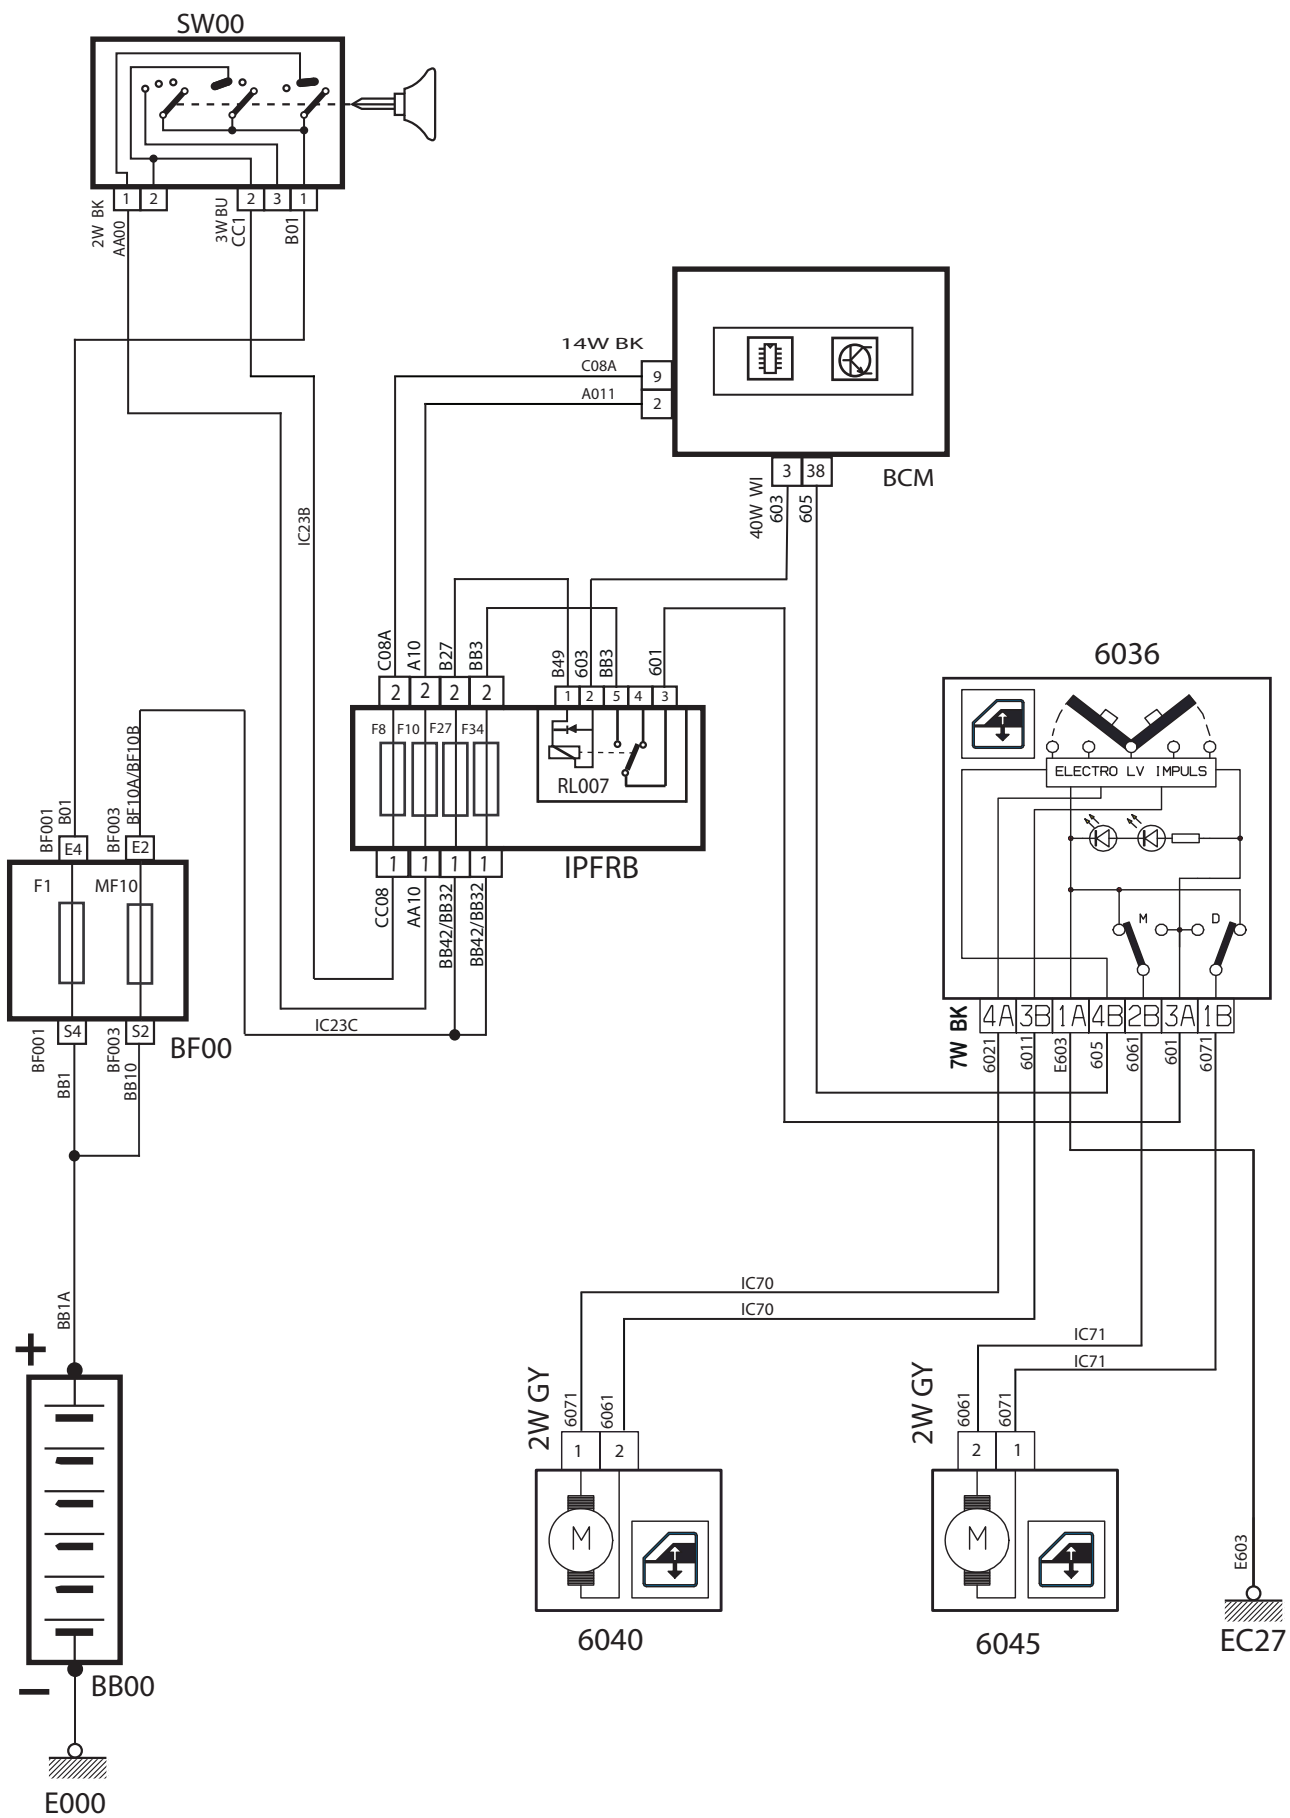 SW00
1 2 2 3 1
2W BK
AA00
3W BU
CC1
B01
BCM
14W BK
C08A
9
A011
2
3 38
40W WI
603
605
IC23B
C08A
A10
B27
BB3
B49
603
BB3
601
2 2 2 2
1 2 5 4 3
F8 F10 F27 F34
RL007
IPFRB
1 1 1 1
CC08
AA10
BB42/BB32
BB42/BB32
IC23C
BF001
B01
BF003
BF10A/BF10B
E4 E2
F1 MF10
S4 S2
BF00
BF001
BB1
BF003
BB10
BB1A
+
−
BB00
E000
6036
ELECTRO LV IMPULS
M D
4A 3B 1A 4B 2B 3A 1B
7W BK
6021
6011
E603
605
6061
601
6071
IC70
IC70
IC71
IC71
2W GY
6071
6061
1 2
M
6040
2W GY
6061
6071
2 1
M
6045
E603
EC27